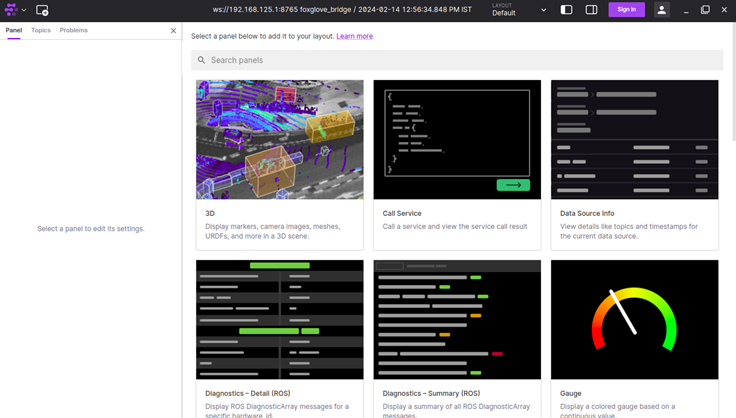 ws://192.168.125.1:8765 foxglove_bridge / 2024-02-14 12:56:34.848 PM IST
LAYOUT
Default
Sign in
Panel
Topics
Problems
Select a panel below to add it to your layout. Learn more
Search panels
Select a panel to edit its settings.
3D
Display markers, camera images, meshes,
URDFs, and more in a 3D scene.
Call Service
Call a service and view the service call result
Data Source Info
View details like topics and timestamps for
the current data source.
Diagnostics – Detail (ROS)
Display ROS DiagnosticArray messages for a
specific hardware_id.
Diagnostics – Summary (ROS)
Display a summary of all ROS DiagnosticArray
messages.
Gauge
Display a colored gauge based on a
continuous value.